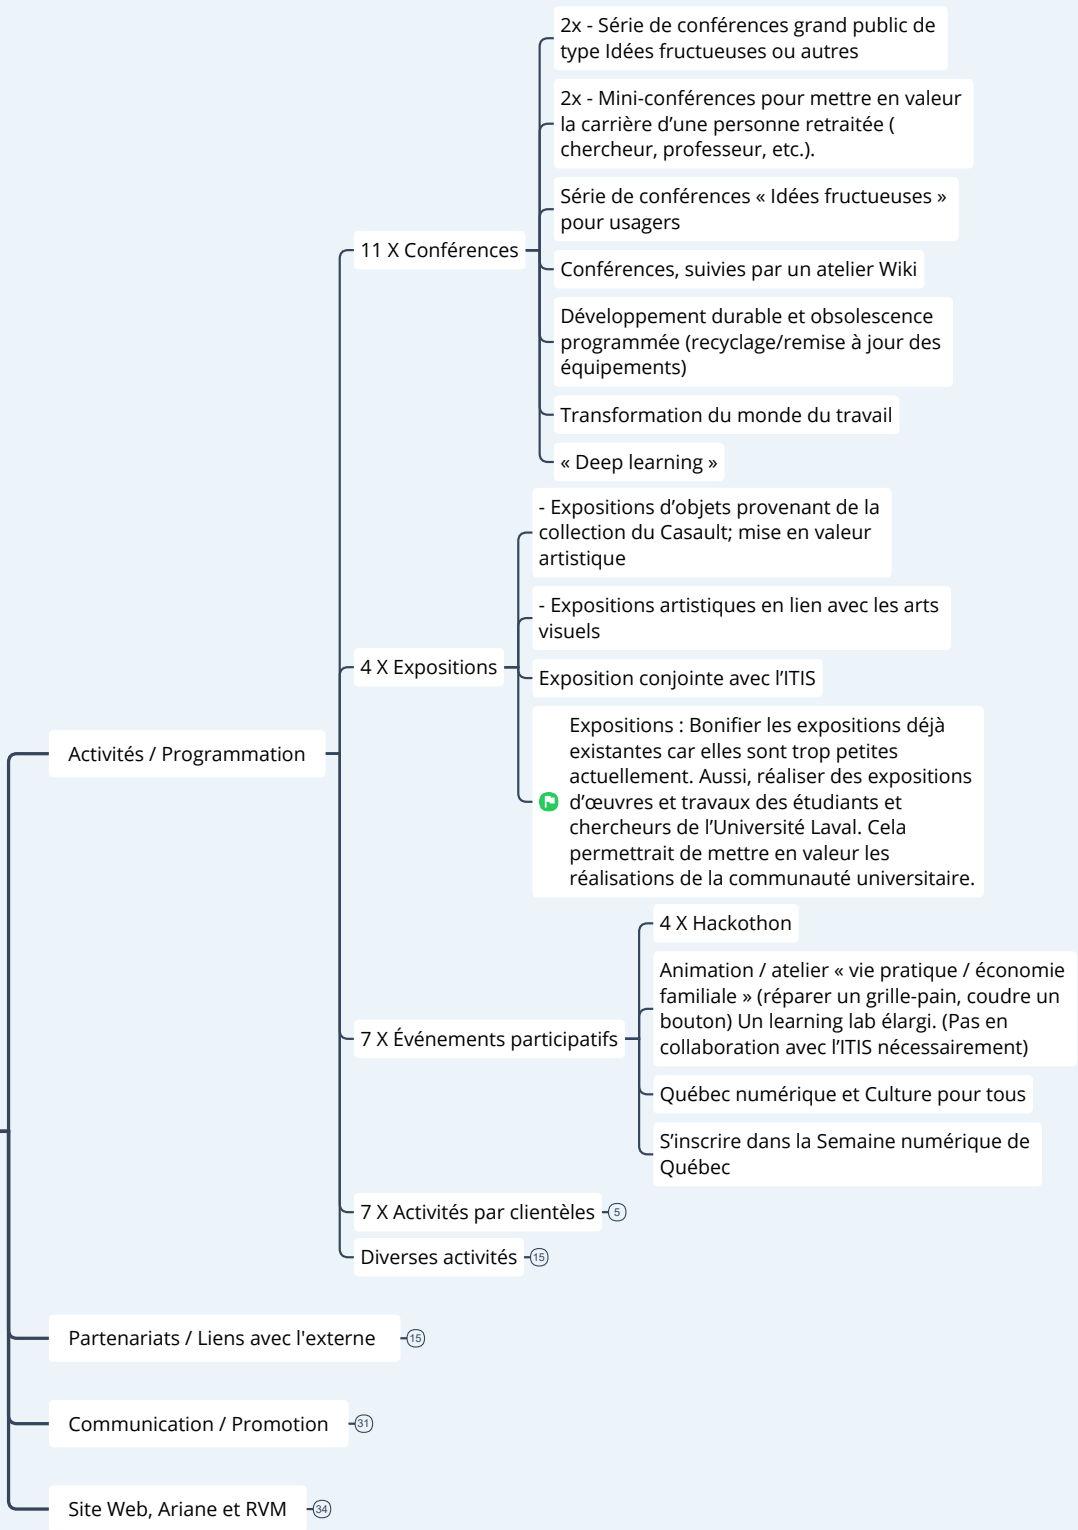 2x - Série de conférences grand public de
type Idées fructueuses ou autres
2x - Mini-conférences pour mettre en valeur
la carrière d’une personne retraitée (
chercheur, professeur, etc.).
Série de conférences « Idées fructueuses »
pour usagers
11 X Conférences
Conférences, suivies par un atelier Wiki
Développement durable et obsolescence
programmée (recyclage/remise à jour des
équipements)
Transformation du monde du travail
« Deep learning »
- Expositions d’objets provenant de la
collection du Casault; mise en valeur
artistique
- Expositions artistiques en lien avec les arts
visuels
4 X Expositions
Exposition conjointe avec l’ITIS
Expositions : Bonifier les expositions déjà
existantes car elles sont trop petites
actuellement. Aussi, réaliser des expositions
d’œuvres et travaux des étudiants et
chercheurs de l’Université Laval. Cela
permettrait de mettre en valeur les
réalisations de la communauté universitaire.
Activités / Programmation
4 X Hackothon
Animation / atelier « vie pratique / économie
familiale » (réparer un grille-pain, coudre un
bouton) Un learning lab élargi. (Pas en
collaboration avec l’ITIS nécessairement)
7 X Événements participatifs
Québec numérique et Culture pour tous
S’inscrire dans la Semaine numérique de
Québec
7 X Activités par clientèles 5
Diverses activités 15
Partenariats / Liens avec l'externe 15
Communication / Promotion 31
Site Web, Ariane et RVM 34